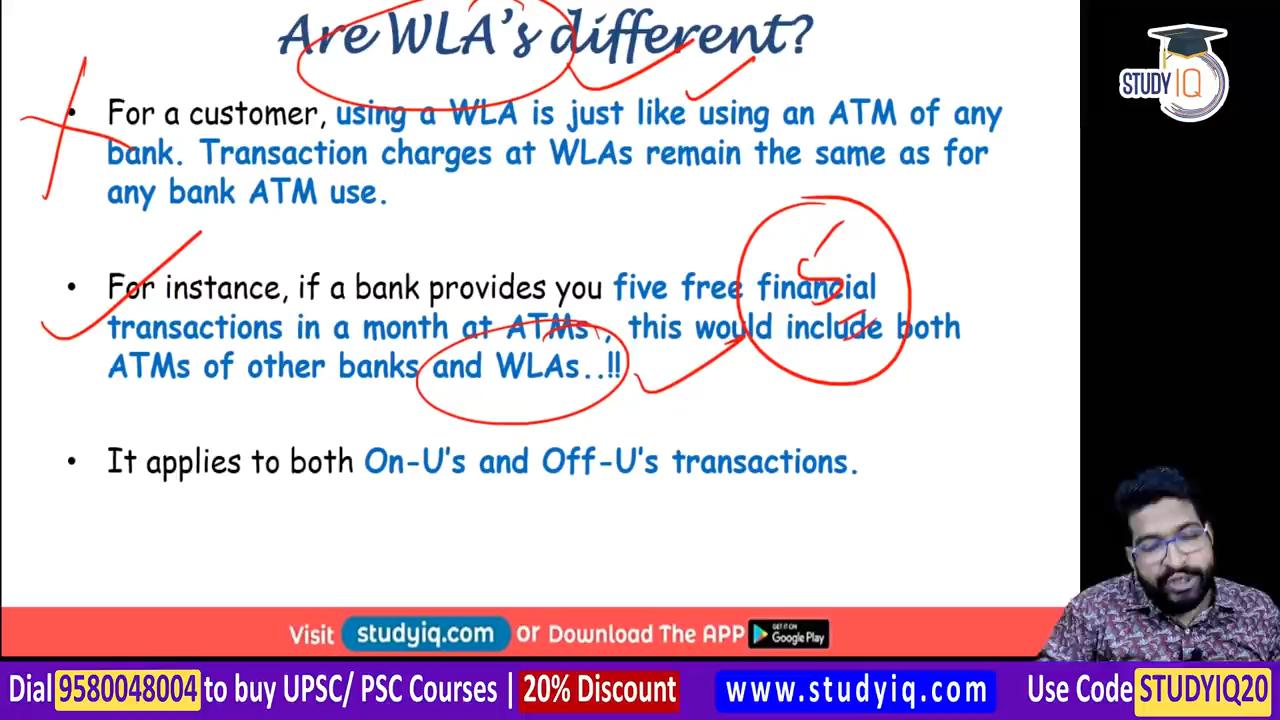 Are WLA's different?
STUDY IQ
• For a customer, using a WLA is just like using an ATM of any
bank. Transaction charges at WLAs remain the same as for
any bank ATM use.
• For instance, if a bank provides you five free financial
transactions in a month at ATMs , this would include both
ATMs of other banks and WLAs..!!
5
• It applies to both On-U's and Off-U's transactions.
Visit studyiq.com or Download The APP GET IT ON Google Play
Dial 9580048004 to buy UPSC/ PSC Courses | 20% Discount www.studyiq.com Use Code STUDYIQ20